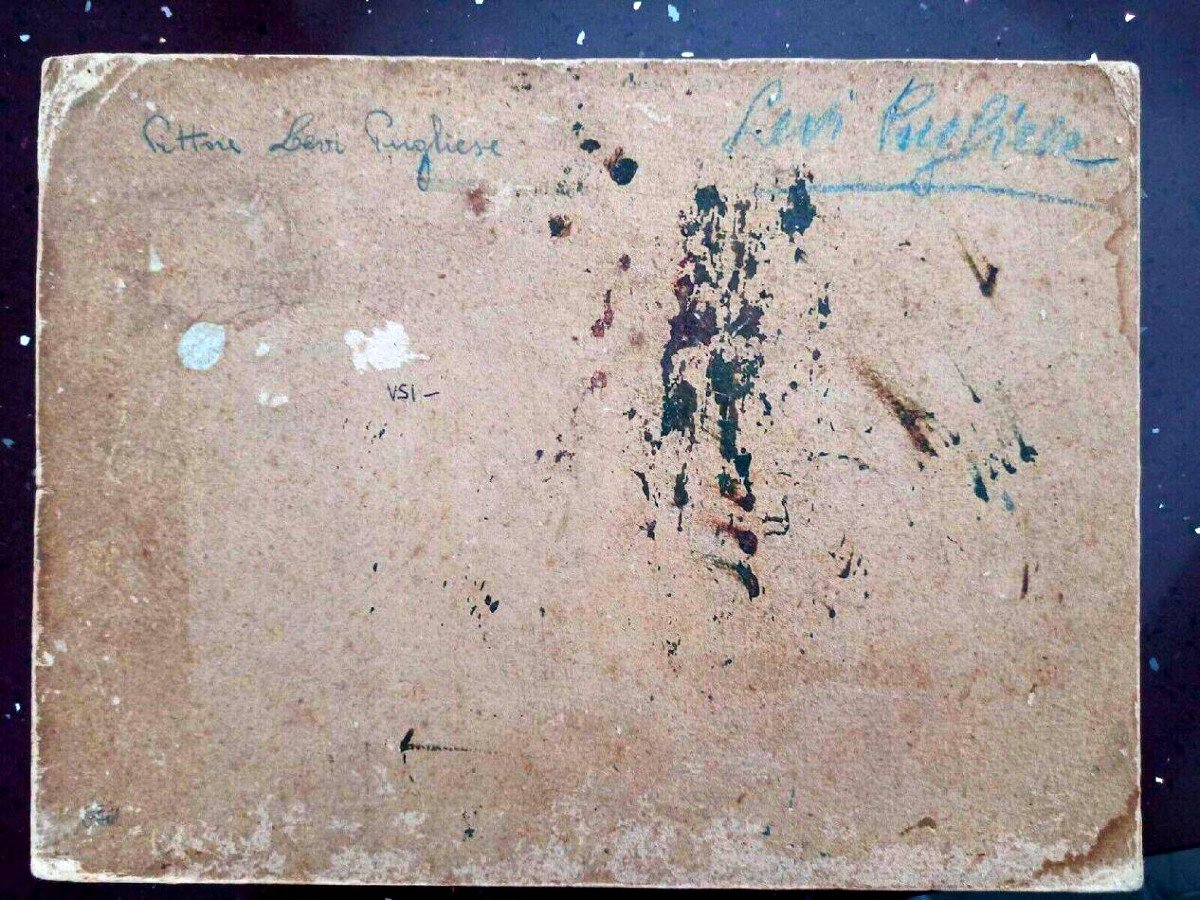 Pittore Levi Pugliese
Levi Pugliese
VSI –